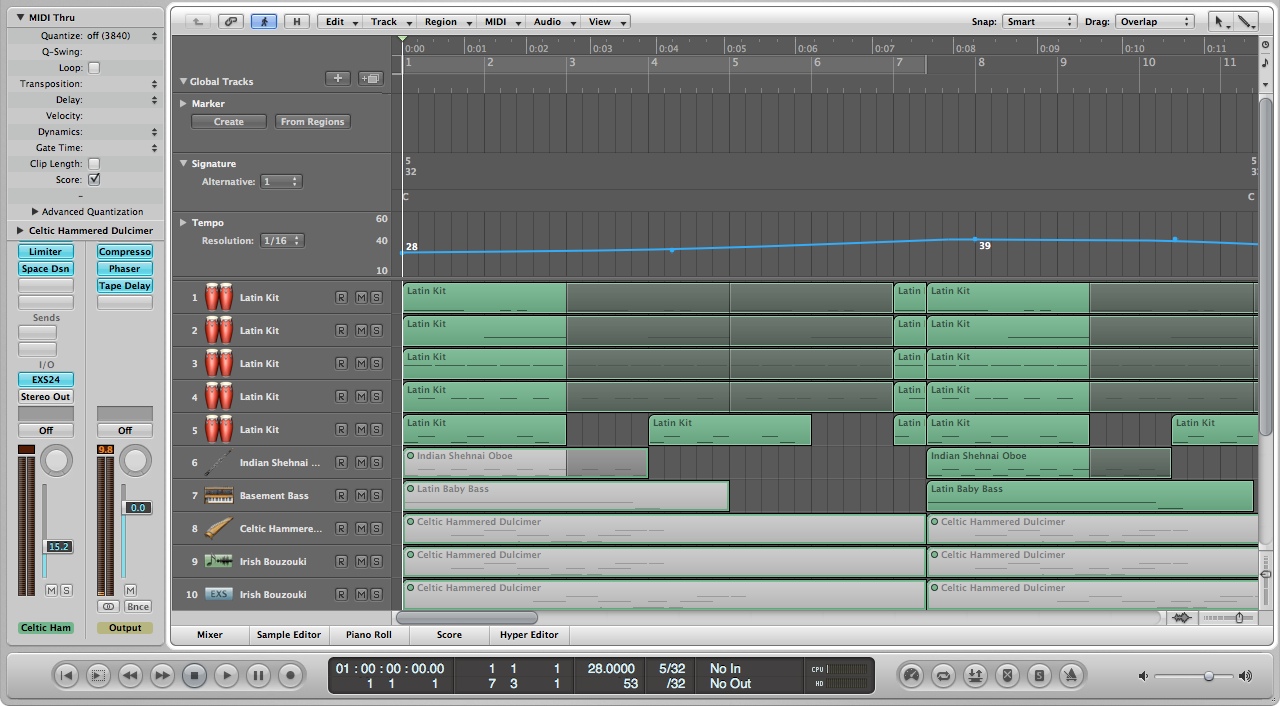 MIDI Thru
Quantize: off (3840)
Q-Swing:
Loop:
Transposition:
Delay:
Velocity:
Dynamics:
Gate Time:
Clip Length:
Score:
–
Advanced Quantization
Celtic Hammered Dulcimer
Limiter Compresso
Space Dsn Phaser
Tape Delay
Sends
I/O
EXS24
Stereo Out
Off Off
9.8
0.0
15.2
M S M
Bnce
Celtic Ham Output
H Edit Track Region MIDI Audio View Snap: Smart Drag: Overlap
0:00 0:01 0:02 0:03 0:04 0:05 0:06 0:07 0:08 0:09 0:10 0:11
1 2 3 4 5 6 7 8 9 10 11
Global Tracks
Marker
Create From Regions
Signature 5 5
32 3
Alternative: 1
C C
Tempo 60
Resolution: 1/16 40
10
28 39
1 Latin Kit R M S Latin Kit Latin Latin Kit
2 Latin Kit R M S Latin Kit Latin Latin Kit
3 Latin Kit R M S Latin Kit Latin Latin Kit
4 Latin Kit R M S Latin Kit Latin Latin Kit
5 Latin Kit R M S Latin Kit Latin Kit Latin Latin Kit Latin Kit
6 Indian Shehnai ... R M S Indian Shehnai Oboe Indian Shehnai Oboe
7 Basement Bass R M S Latin Baby Bass Latin Baby Bass
8 Celtic Hammere... R M S Celtic Hammered Dulcimer Celtic Hammered Dulcimer
9 Irish Bouzouki R M S Celtic Hammered Dulcimer Celtic Hammered Dulcimer
10 EXS Irish Bouzouki R M S Celtic Hammered Dulcimer Celtic Hammered Dulcimer
Mixer Sample Editor Piano Roll Score Hyper Editor
01 : 00 : 00 : 00.00 1 1 1 28.0000 5/32 No In CPU
1 1 1 7 3 1 53 /32 No Out HD
S